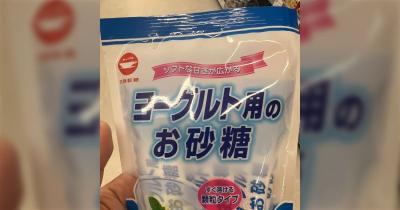 ソフトな甘さが広がる
ヨーグルト用の
お砂糖
すぐ溶ける
顆粒タイプ